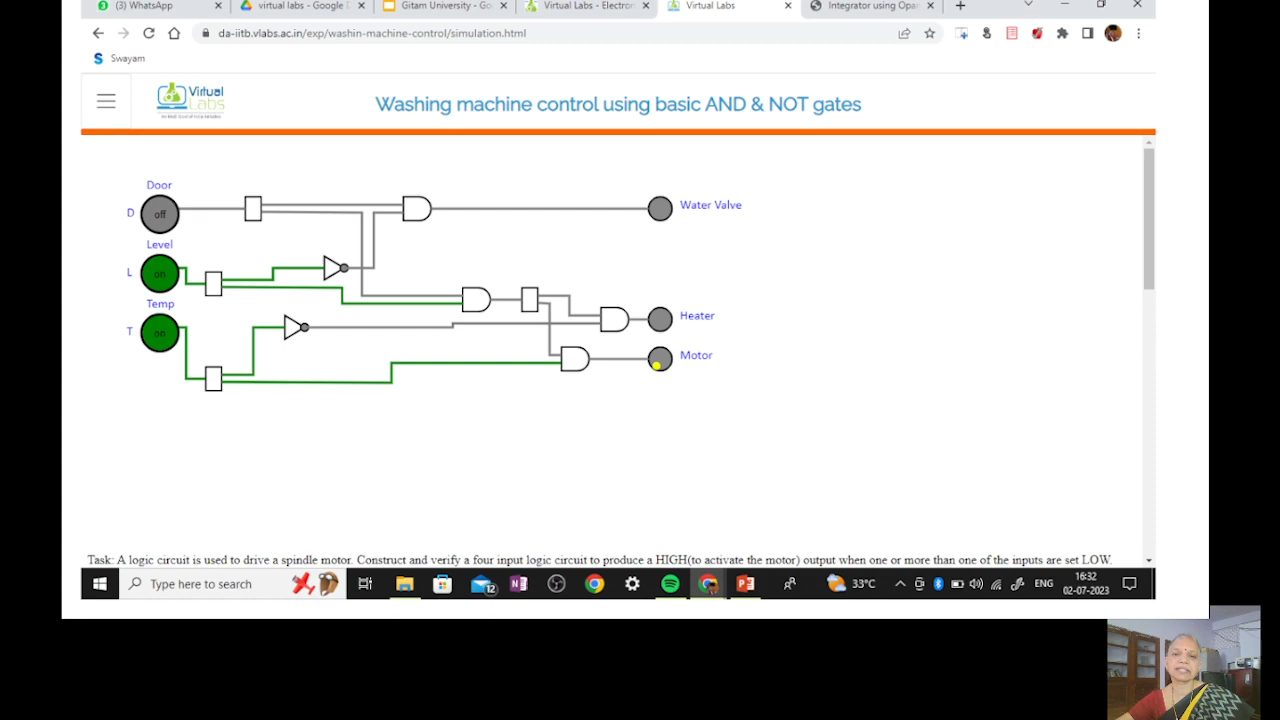 (3) WhatsApp
virtual labs - Google D
Gitam University - Go
Virtual Labs - Electron
Virtual Labs
Integrator using Opa
da-iitb.vlabs.ac.in/exp/washin-machine-control/simulation.html
S Swayam
Virtual
Labs
Washing machine control using basic AND & NOT gates
Door
D off
Water Valve
Level
L on
Temp
T on
Heater
Motor
Task: A logic circuit is used to drive a spindle motor. Construct and verify a four input logic circuit to produce a HIGH(to activate the motor) output when one or more than one of the inputs are set LOW.
Type here to search
12
33°C
ENG
16:32
02-07-2023